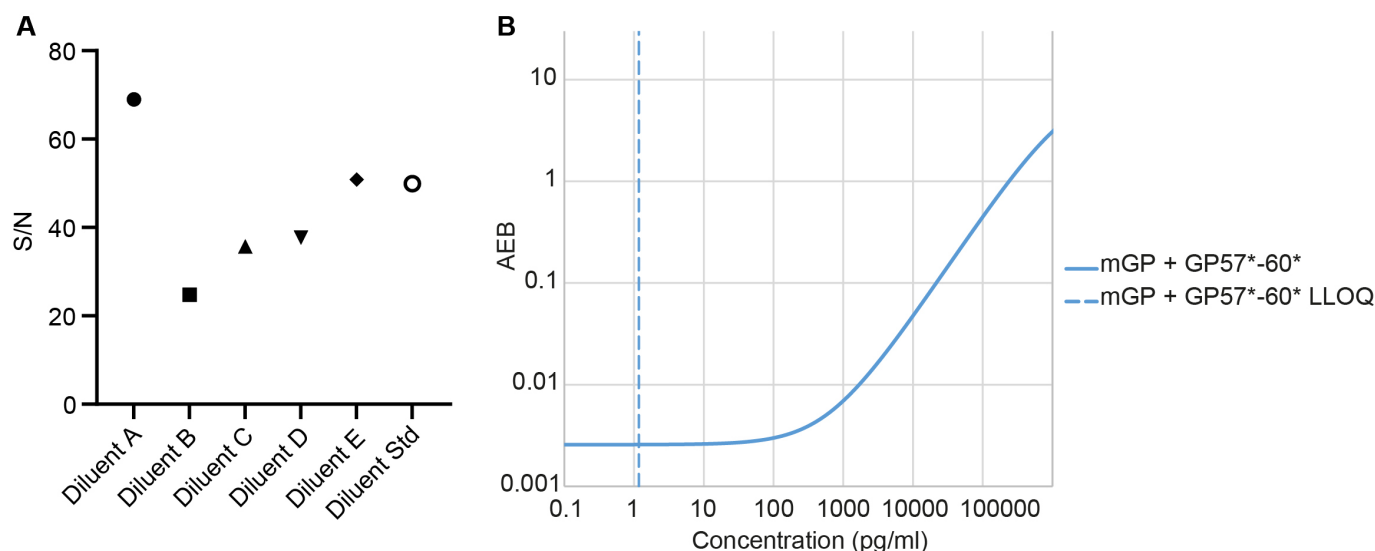 A
80
60
40
20
0
S/N
Diluent A
Diluent B
Diluent C
Diluent D
Diluent E
Diluent Std
B
10
1
0.1
0.01
0.001
AEB
0.1 1 10 100 1000 10000 100000
Concentration (pg/ml)
mGP + GP57*-60*
mGP + GP57*-60* LLOQ